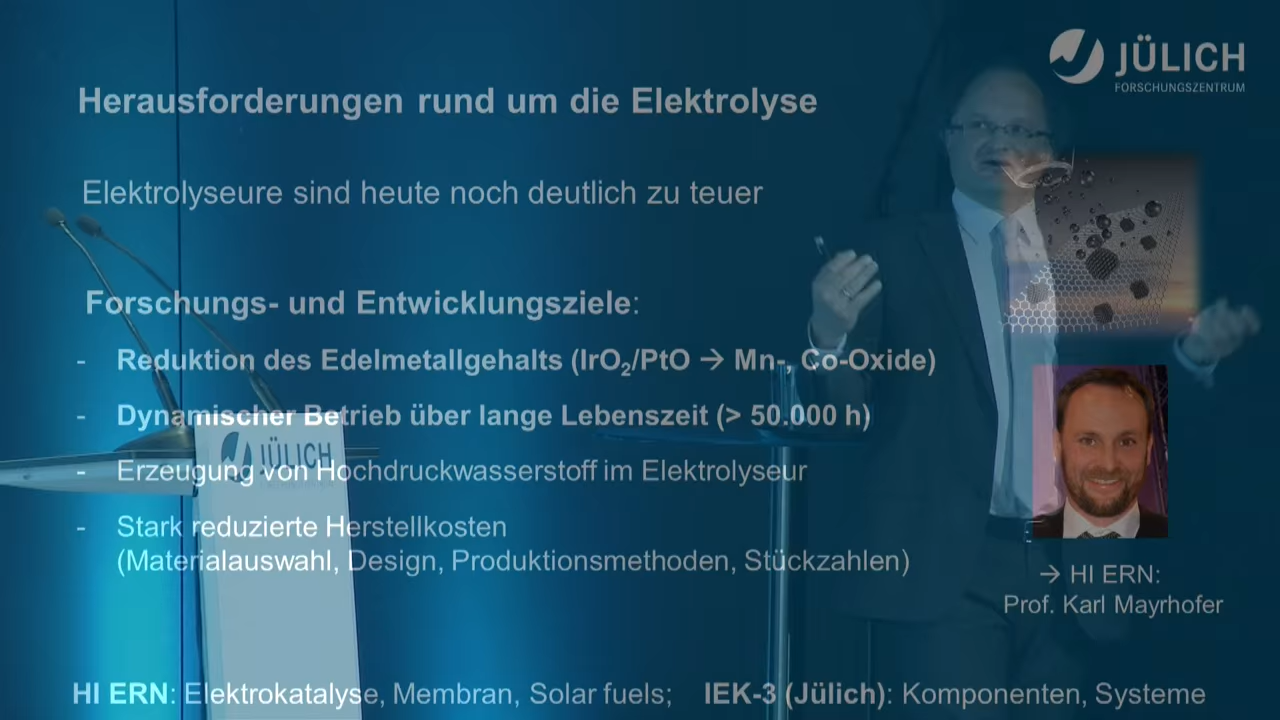 JÜLICH
FORSCHUNGSZENTRUM
Herausforderungen rund um die Elektrolyse
Elektrolyseure sind heute noch deutlich zu teuer
Forschungs- und Entwicklungsziele:
- Reduktion des Edelmetallgehalts (IrO₂/PtO → Mn-, Co-Oxide)
- Dynamischer Betrieb über lange Lebenszeit (> 50.000 h)
JÜLICH
- Erzeugung von Hochdruckwasserstoff im Elektrolyseur
- Stark reduzierte Herstellkosten
(Materialauswahl, Design, Produktionsmethoden, Stückzahlen)
→ HI ERN:
Prof. Karl Mayrhofer
HI ERN: Elektrokatalyse, Membran, Solar fuels; IEK-3 (Jülich): Komponenten, Systeme